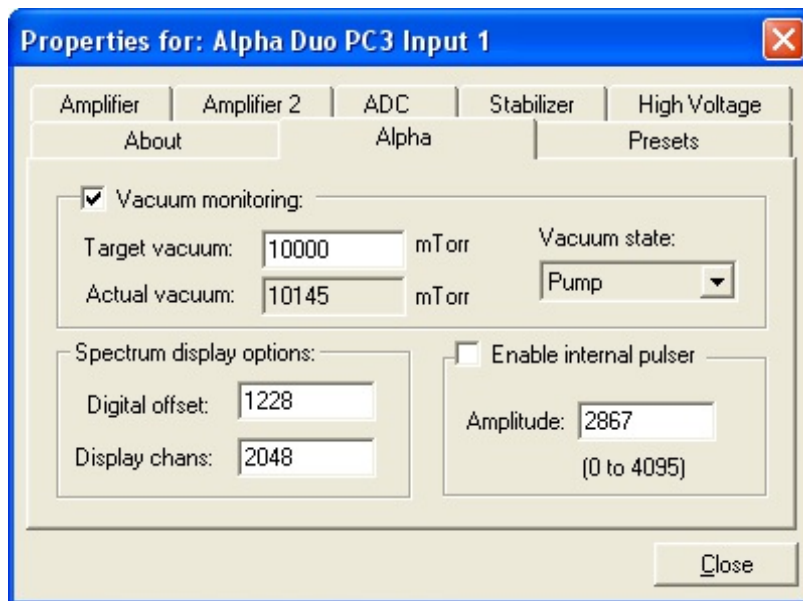 Properties for: Alpha Duo PC3 Input 1
Amplifier Amplifier 2 ADC Stabilizer High Voltage
About Alpha Presets
Vacuum monitoring:
Target vacuum: 10000 mTorr
Vacuum state:
Actual vacuum: 10145 mTorr
Pump
Spectrum display options:
Digital offset: 1228
Display chans: 2048
Enable internal pulser
Amplitude: 2867
(0 to 4095)
Close